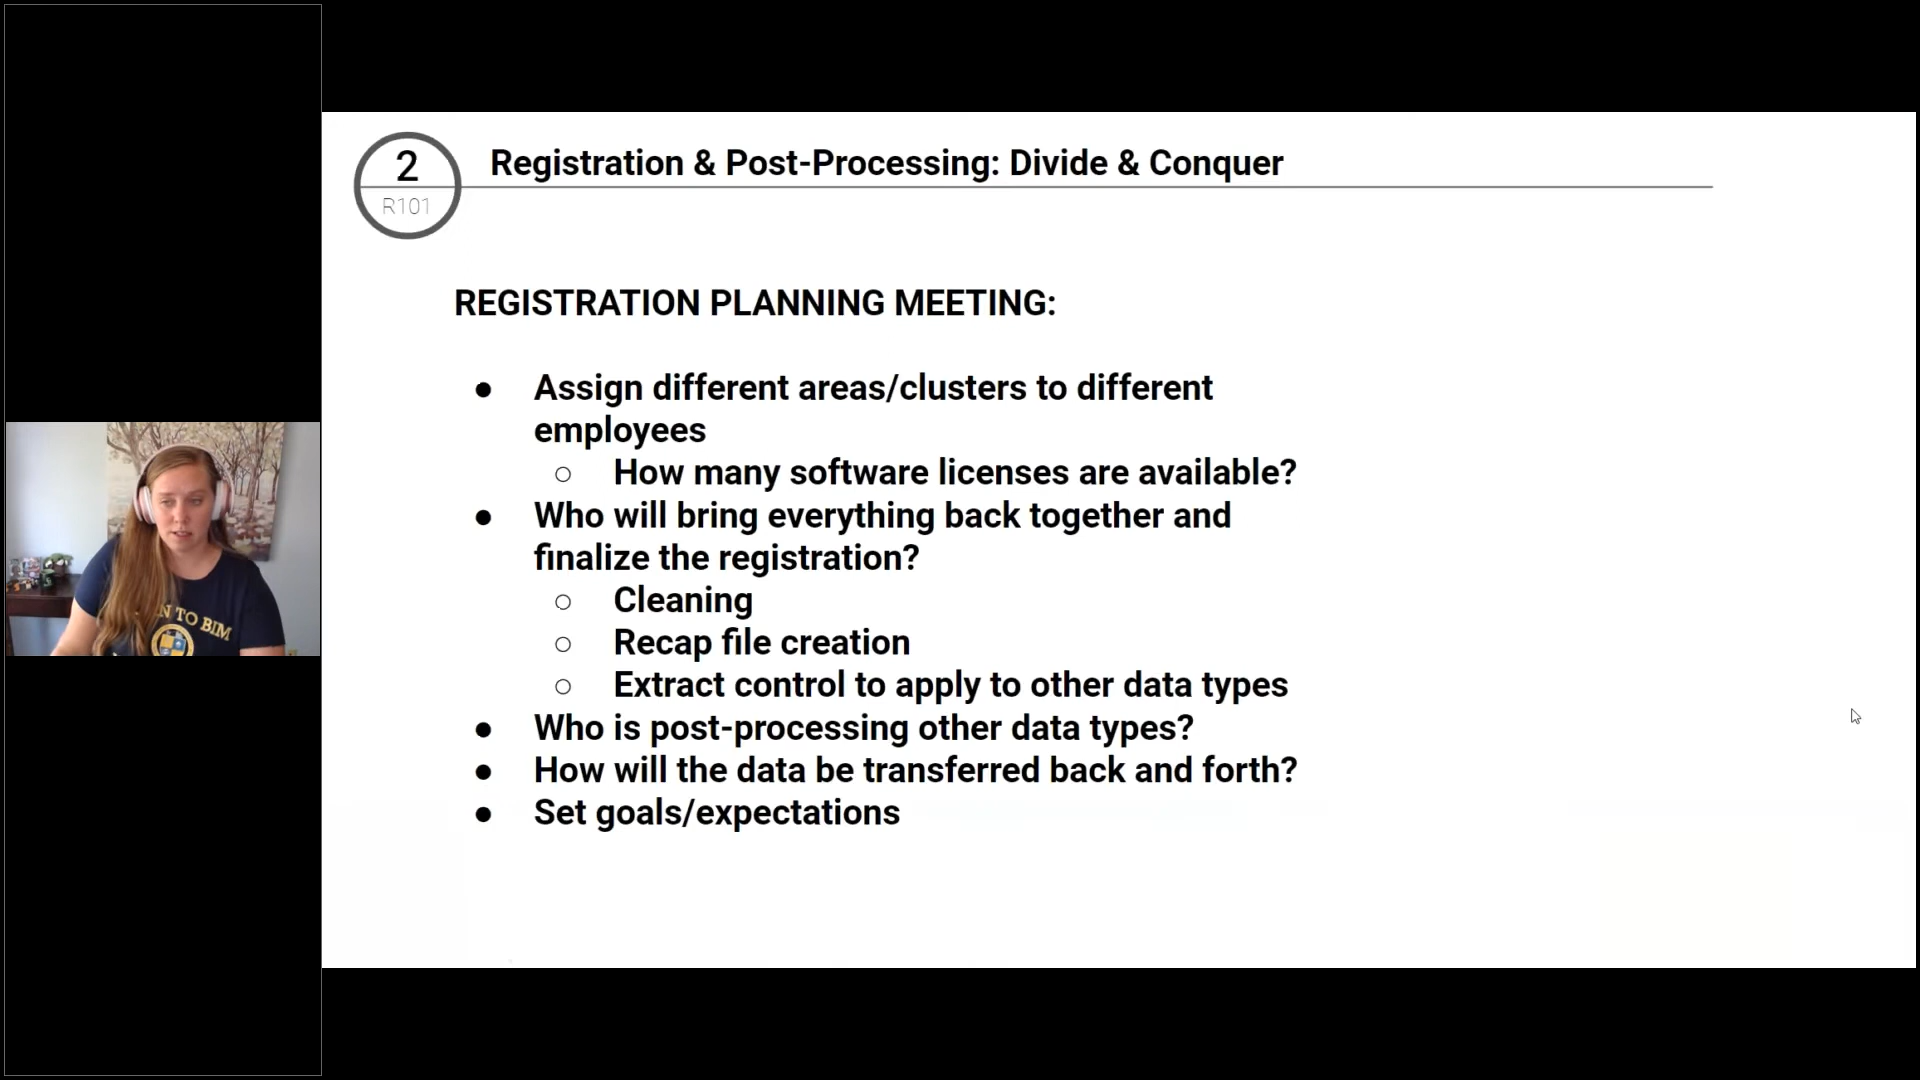 2
R101
Registration & Post-Processing: Divide & Conquer
REGISTRATION PLANNING MEETING:
● Assign different areas/clusters to different
employees
○ How many software licenses are available?
● Who will bring everything back together and
finalize the registration?
○ Cleaning
○ Recap file creation
○ Extract control to apply to other data types
● Who is post-processing other data types?
● How will the data be transferred back and forth?
● Set goals/expectations
TO BIM